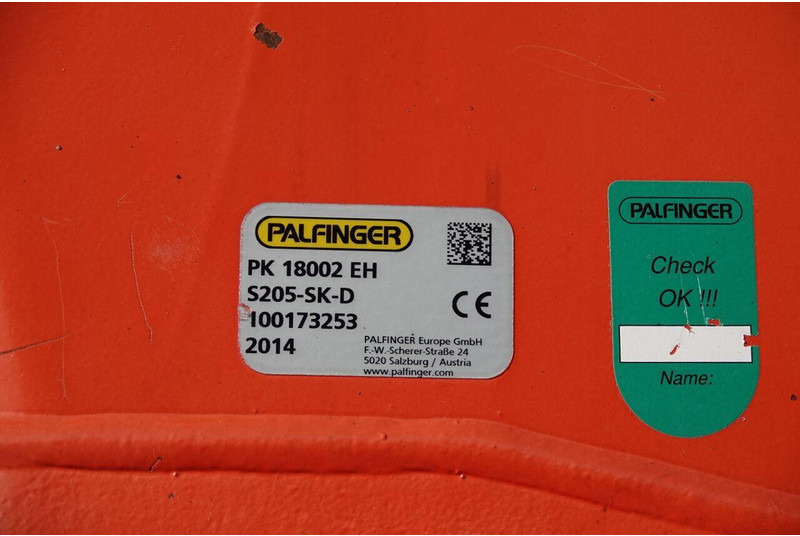 PALFINGER
PK 18002 EH
S205-SK-D
100173253
2014
PALFINGER Europe GmbH
F.-W.-Scherer-Straße 24
5020 Salzburg / Austria
www.palfinger.com
CE
PALFINGER
Check
OK !!!
Name: